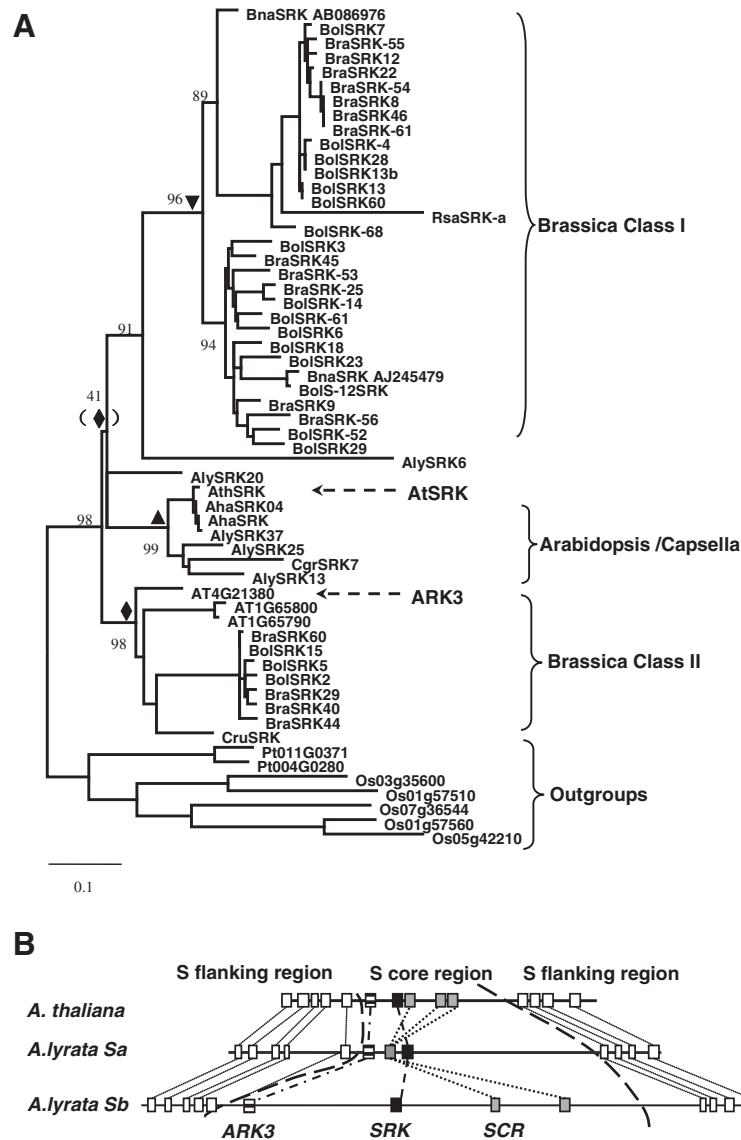 A
BnaSRK AB086976
BolSRK7
BraSRK-55
BraSRK12
BraSRK22
BraSRK-54
89
BraSRK8
BraSRK46
BraSRK-61
BolSRK-4
BolSRK28
BolSRK13b
BolSRK13
96
BolSRK60
RsaSRK-a
Brassica Class I
BolSRK-68
BolSRK3
BraSRK45
BraSRK-53
BraSRK-25
BolSRK-14
BolSRK-61
91
BolSRK6
94
BolSRK18
BolSRK23
BnaSRK AJ245479
BolS-12SRK
41
BraSRK9
( )
BraSRK-56
BolSRK-52
BolSRK29
AlySRK6
AlySRK20
AthSRK
AtSRK
AhaSRK04
98
AhaSRK
AlySRK37
Arabidopsis /Capsella
99
AlySRK25
CgrSRK7
AlySRK13
AT4G21380
ARK3
AT1G65800
AT1G65790
98
BraSRK60
BolSRK15
BolSRK5
Brassica Class II
BolSRK2
BraSRK29
BraSRK40
BraSRK44
CruSRK
Pt011G0371
Pt004G0280
Os03g35600
Os01g57510
Outgroups
Os07g36544
Os01g57560
Os05g42210
0.1
B
S flanking region S core region S flanking region
A. thaliana
A.lyrata Sa
A.lyrata Sb
ARK3 SRK SCR